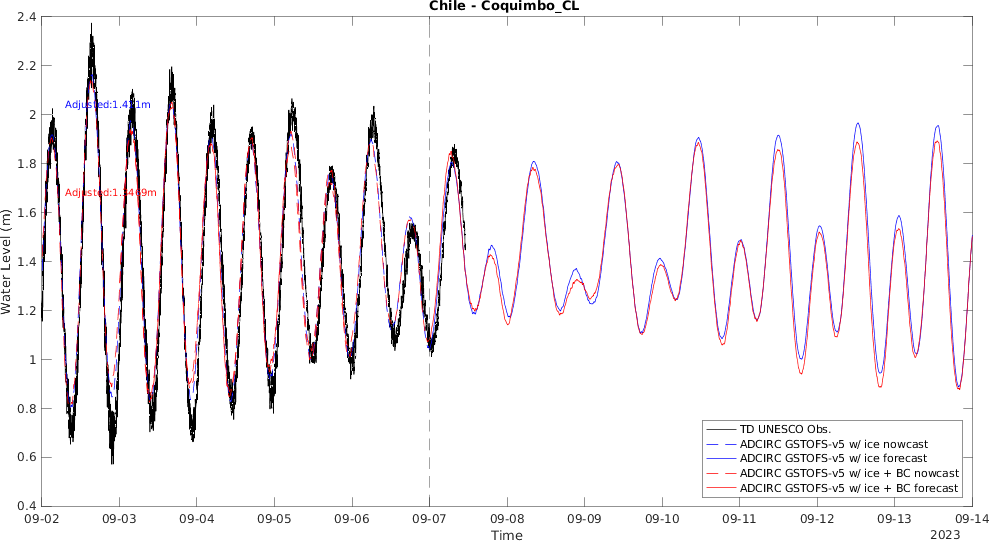 Chile - Coquimbo_CL
2.4
2.2
2
1.8
1.6
1.4
1.2
1
0.8
0.6
0.4
Water Level (m)
Adjusted:
Adjusted:
TD UNESCO Obs.
ADCIRC GSTOFS-v5 w/ ice nowcast
ADCIRC GSTOFS-v5 w/ ice forecast
ADCIRC GSTOFS-v5 w/ ice + BC nowcast
ADCIRC GSTOFS-v5 w/ ice + BC forecast
09-02 09-03 09-04 09-05 09-06 09-07 09-08 09-09 09-10 09-11 09-12 09-13 09-14
Time
2023